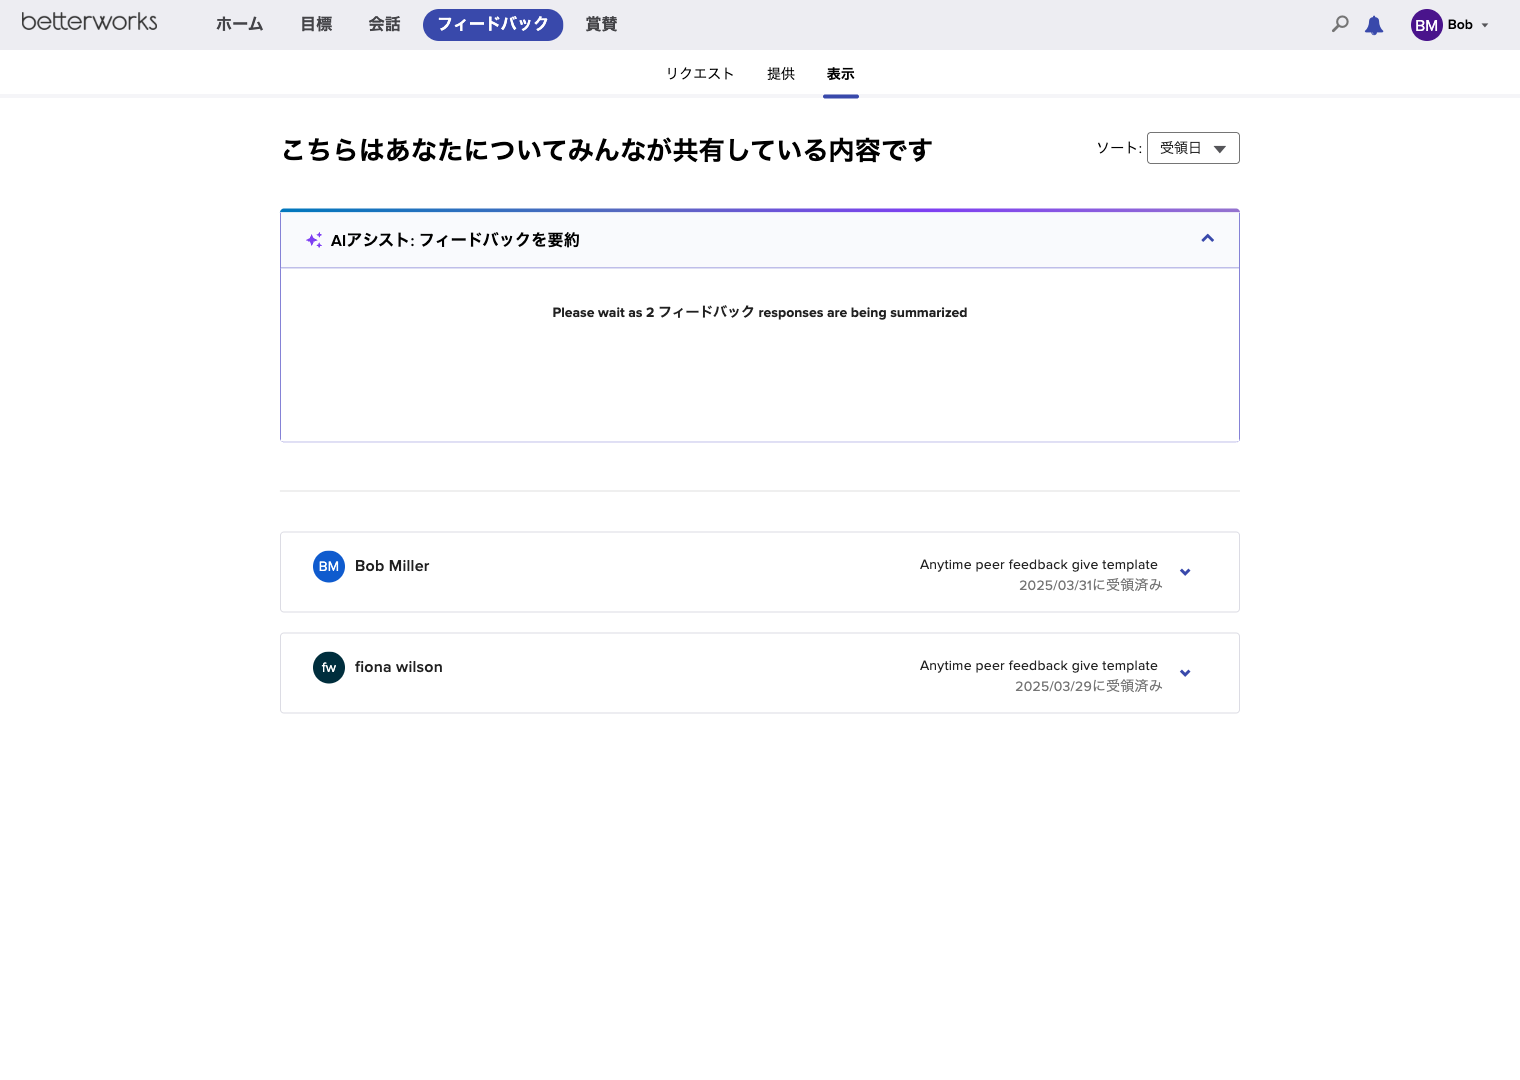 betterworks
ホーム 目標 会話 フィードバック 賞賛
BM Bob
リクエスト 提供 表示
こちらはあなたについてみんなが共有している内容です
ソート: 受領日
AIアシスト: フィードバックを要約
Please wait as 2 フィードバック responses are being summarized
BM Bob Miller
Anytime peer feedback give template
2025/03/31に受領済み
fw fiona wilson
Anytime peer feedback give template
2025/03/29に受領済み